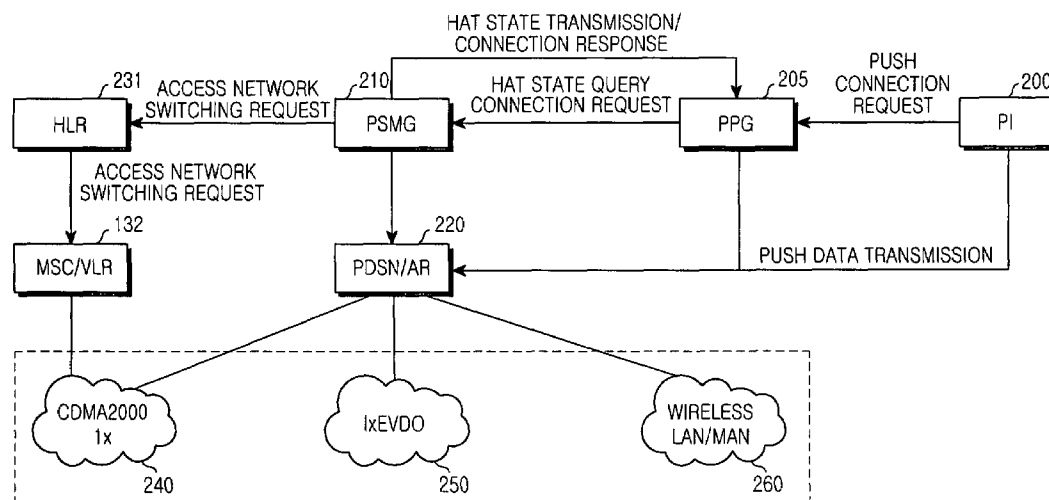 HAT STATE TRANSMISSION/
CONNECTION RESPONSE
231
ACCESS NETWORK
SWITCHING REQUEST
210
HAT STATE QUERY
CONNECTION REQUEST
205
PUSH
CONNECTION
REQUEST
200
HLR
PSMG
PPG
PI
ACCESS NETWORK
SWITCHING REQUEST
132
220
MSC/VLR
PDSN/AR
PUSH DATA TRANSMISSION
CDMA2000
1x
IxEVDO
WIRELESS
LAN/MAN
240
250
260